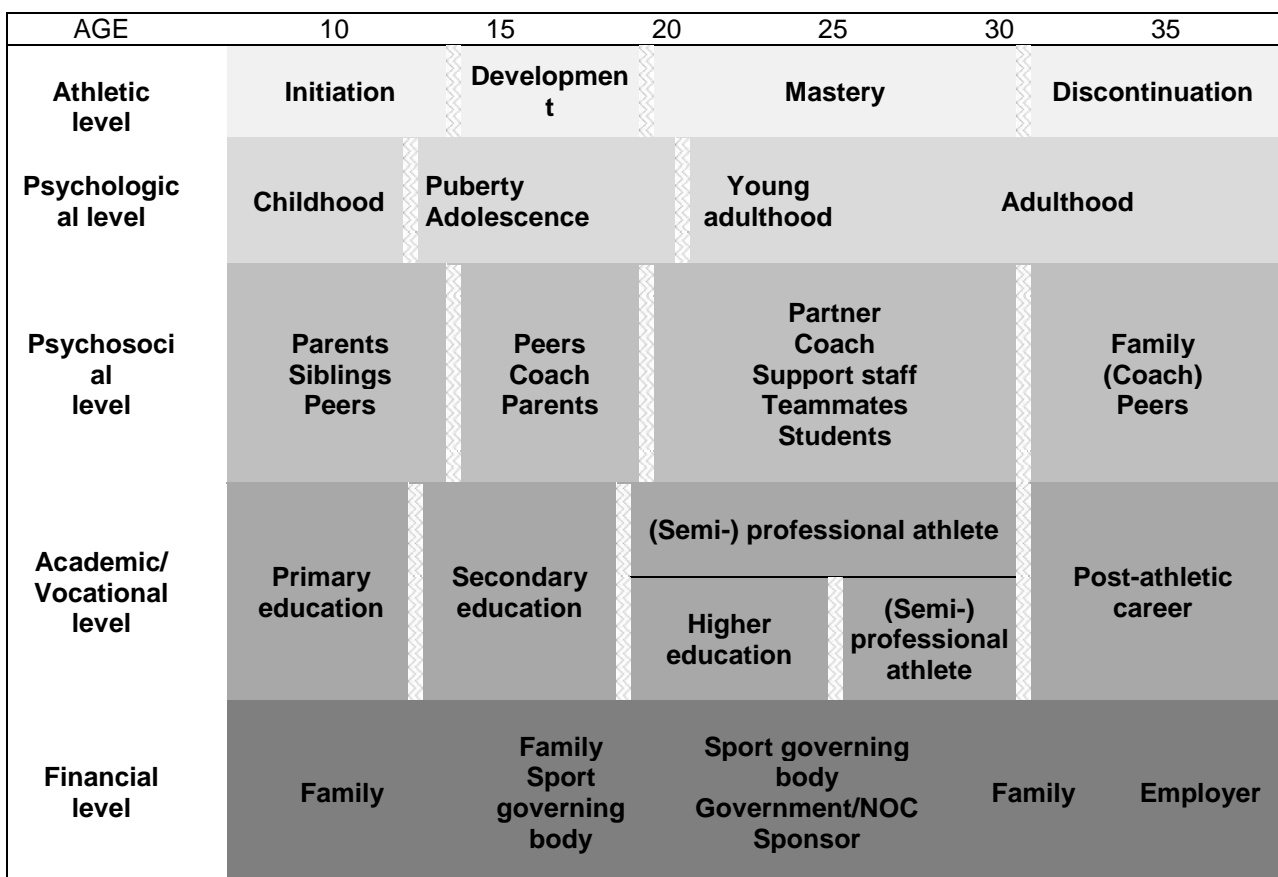 AGE 10 15 20 25 30 35
Athletic
level
Initiation
Developmen
t
Mastery
Discontinuation
Psychologic
al level
Childhood
Puberty
Adolescence
Young
adulthood
Adulthood
Psychosoci
al
level
Parents
Siblings
Peers
Peers
Coach
Parents
Partner
Coach
Support staff
Teammates
Students
Family
(Coach)
Peers
Academic/
Vocational
level
Primary
education
Secondary
education
(Semi-) professional athlete
Higher
education
(Semi-)
professional
athlete
Post-athletic
career
Financial
level
Family
Family
Sport
governing
body
Sport governing
body
Government/NOC
Sponsor
Family
Employer